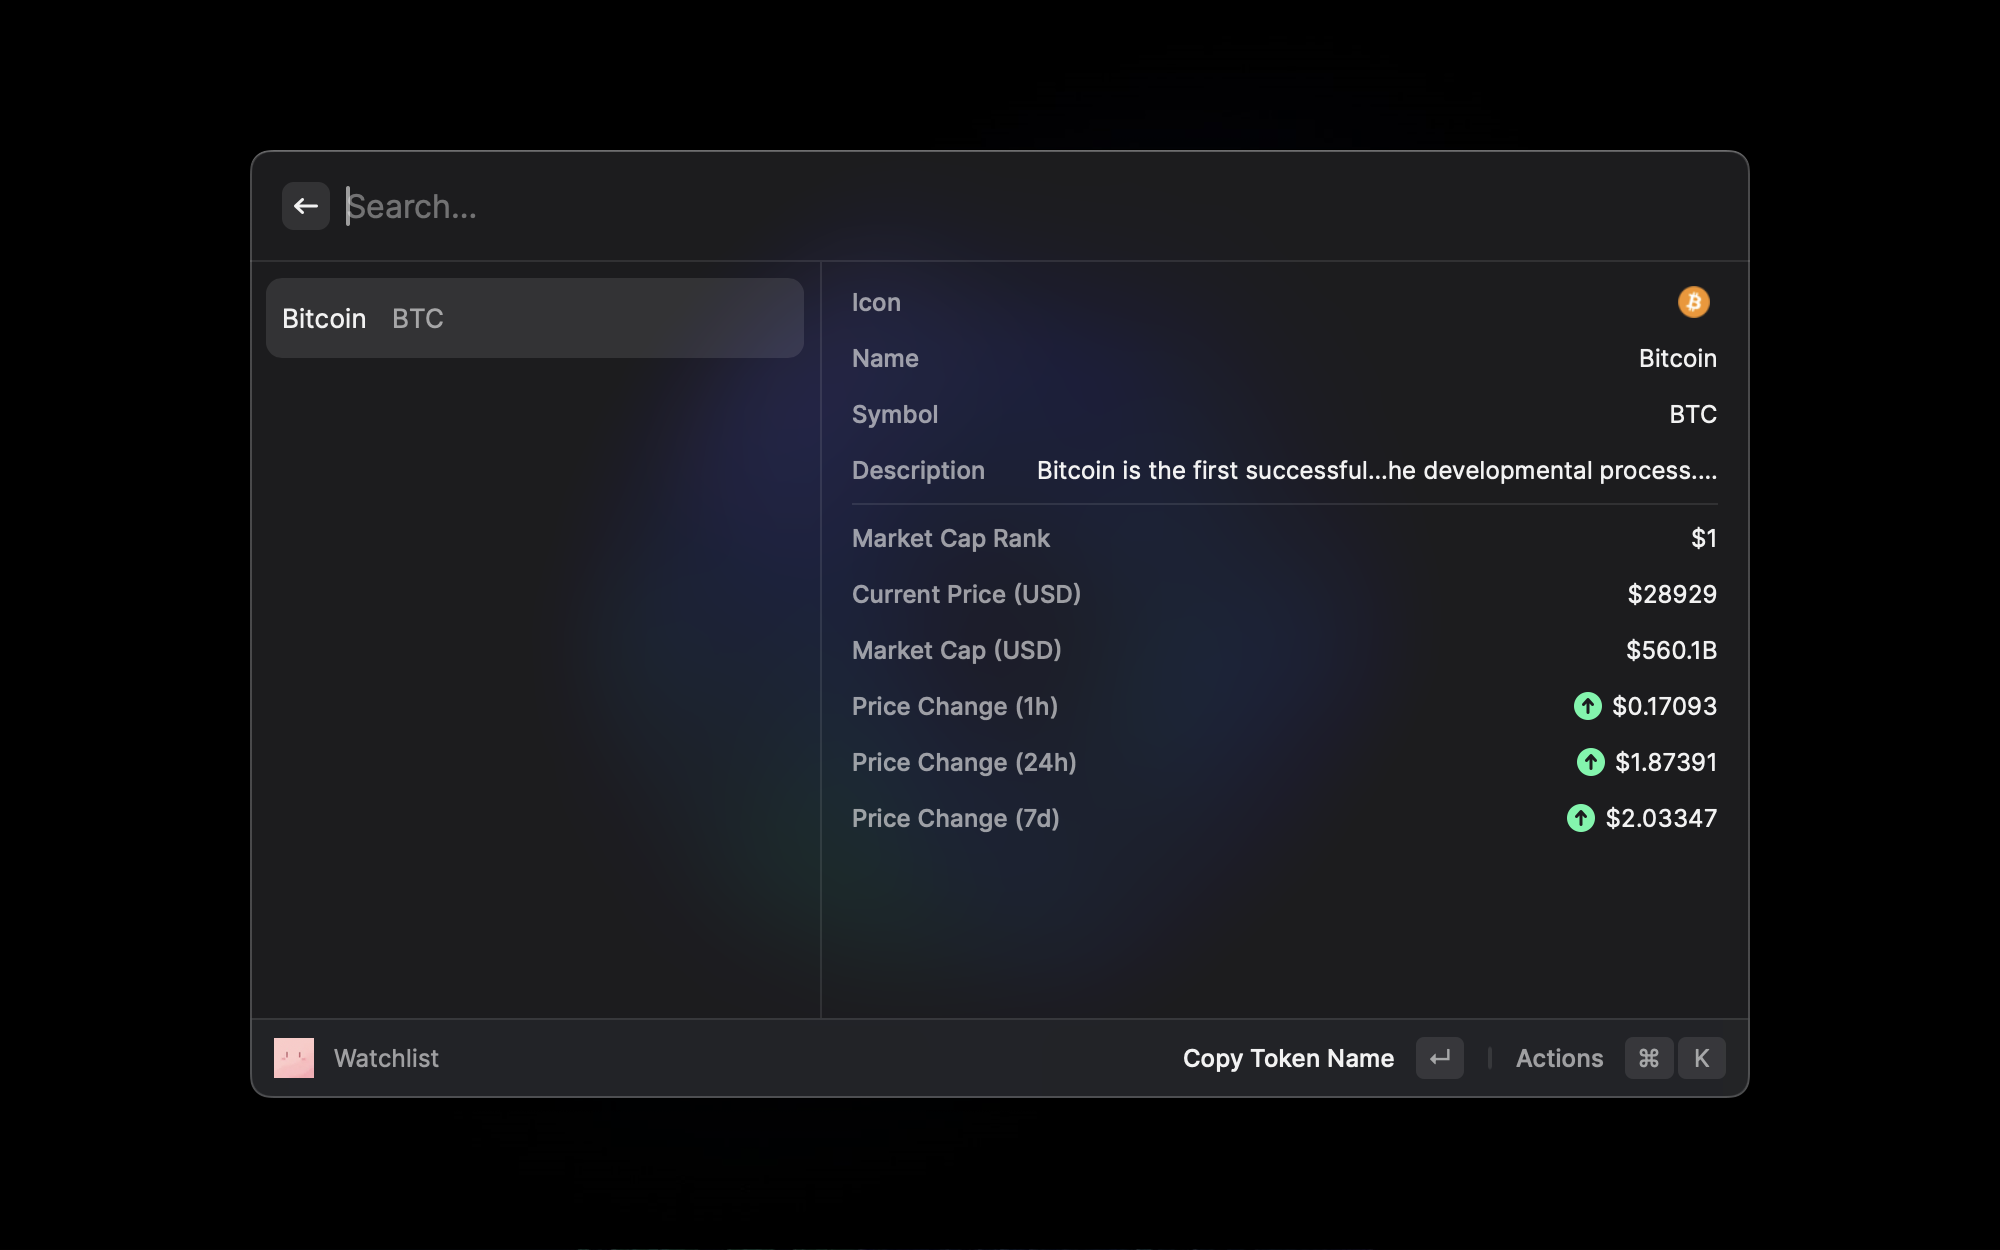 Search...
Bitcoin BTC
Icon
Name Bitcoin
Symbol BTC
Description Bitcoin is the first successful...he developmental process....
Market Cap Rank $1
Current Price (USD) $28929
Market Cap (USD) $560.1B
Price Change (1h) $0.17093
Price Change (24h) $1.87391
Price Change (7d) $2.03347
Watchlist Copy Token Name ↵ Actions ⌘ K